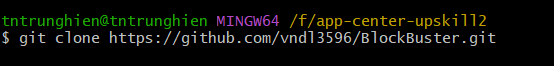 tntrunghien@tntrunghien MINGW64 /f/app-center-upskill2
$ git clone https://github.com/vndl3596/BlockBuster.git